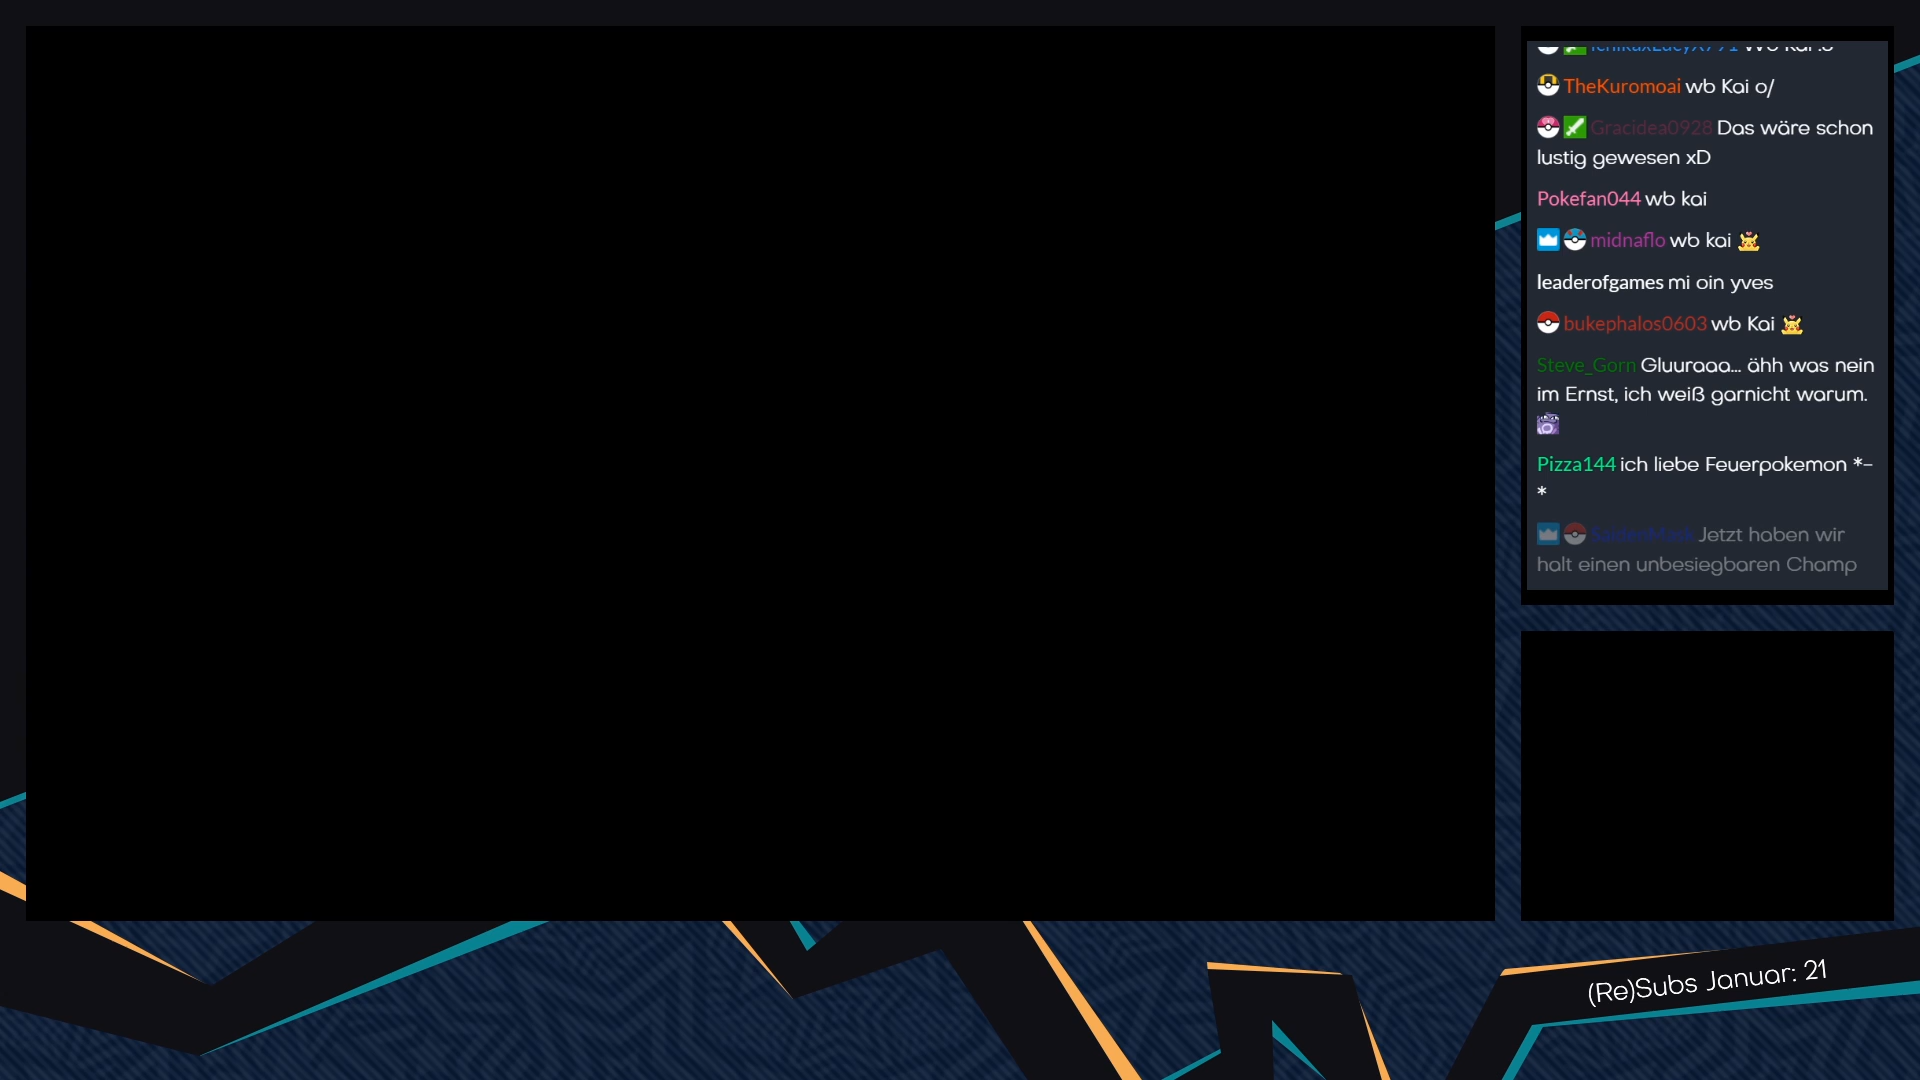 TheKuromoai wb Kai o/
Gracidea0928 Das wäre schon
lustig gewesen xD
Pokefan044 wb kai
midnaflo wb kai
leaderofgames mi oin yves
bukephalos0603 wb Kai
Steve_Gorn Gluuraaa... ähh was nein
im Ernst, ich weiß garnicht warum.
Pizza144 ich liebe Feuerpokemon *-
*
Jetzt haben wir
halt einen unbesiegbaren Champ
(Re)Subs Januar: 21